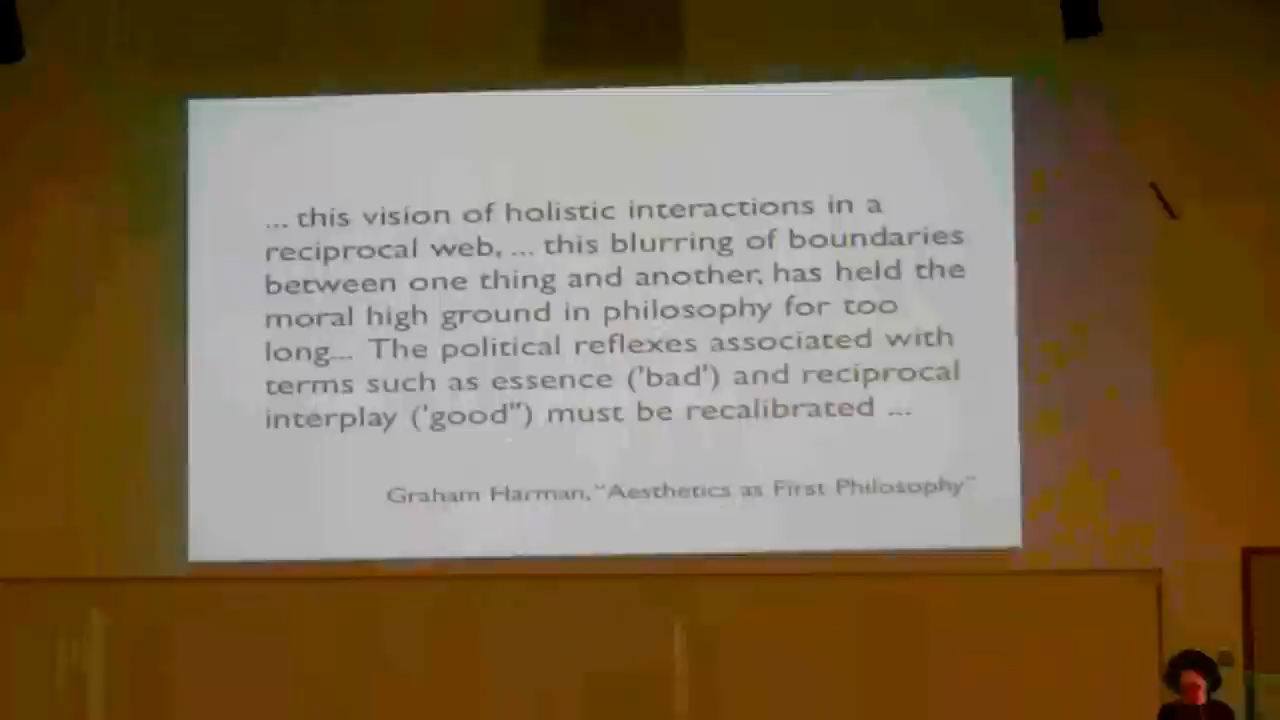 ... this vision of holistic interactions in a
reciprocal web, ... this blurring of boundaries
between one thing and another, has held the
moral high ground in philosophy for too
long... The political reflexes associated with
terms such as essence ('bad') and reciprocal
interplay ('good") must be recalibrated ...
Graham Harman, "Aesthetics as First Philosophy"